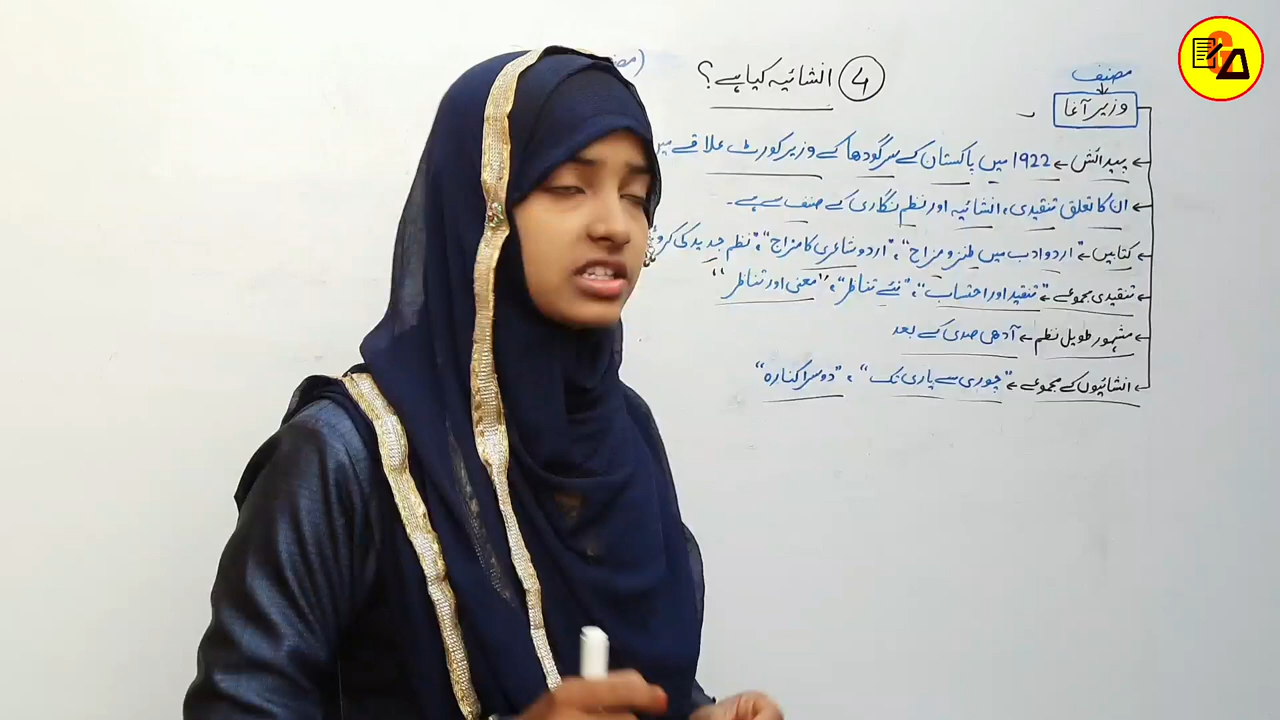 ④ انشائیہ کیا ہے؟
مصنف
وزیر آغا
پیدائش ← 1922 میں پاکستان کے سرگودھا کے وزیر کورٹ علاقے میں
ان کا تعلق تنقیدی، انشائیہ اور نظم نگاری کے صنف سے ہے۔
کتابیں ← "اردو ادب میں طنز و مزاح"، "اردو شاعری کا مزاج"، "نظم جدید کی
تنقیدی مجموعے ← "تنقید اور احتساب"، "نئے تناظر"، "معنی اور تناظر"
مشہور طویل نظم ← آدھی صدی کے بعد
انشائیوں کے مجموعے ← "چوری سے یاری تک"، "دوسرا کنارہ"